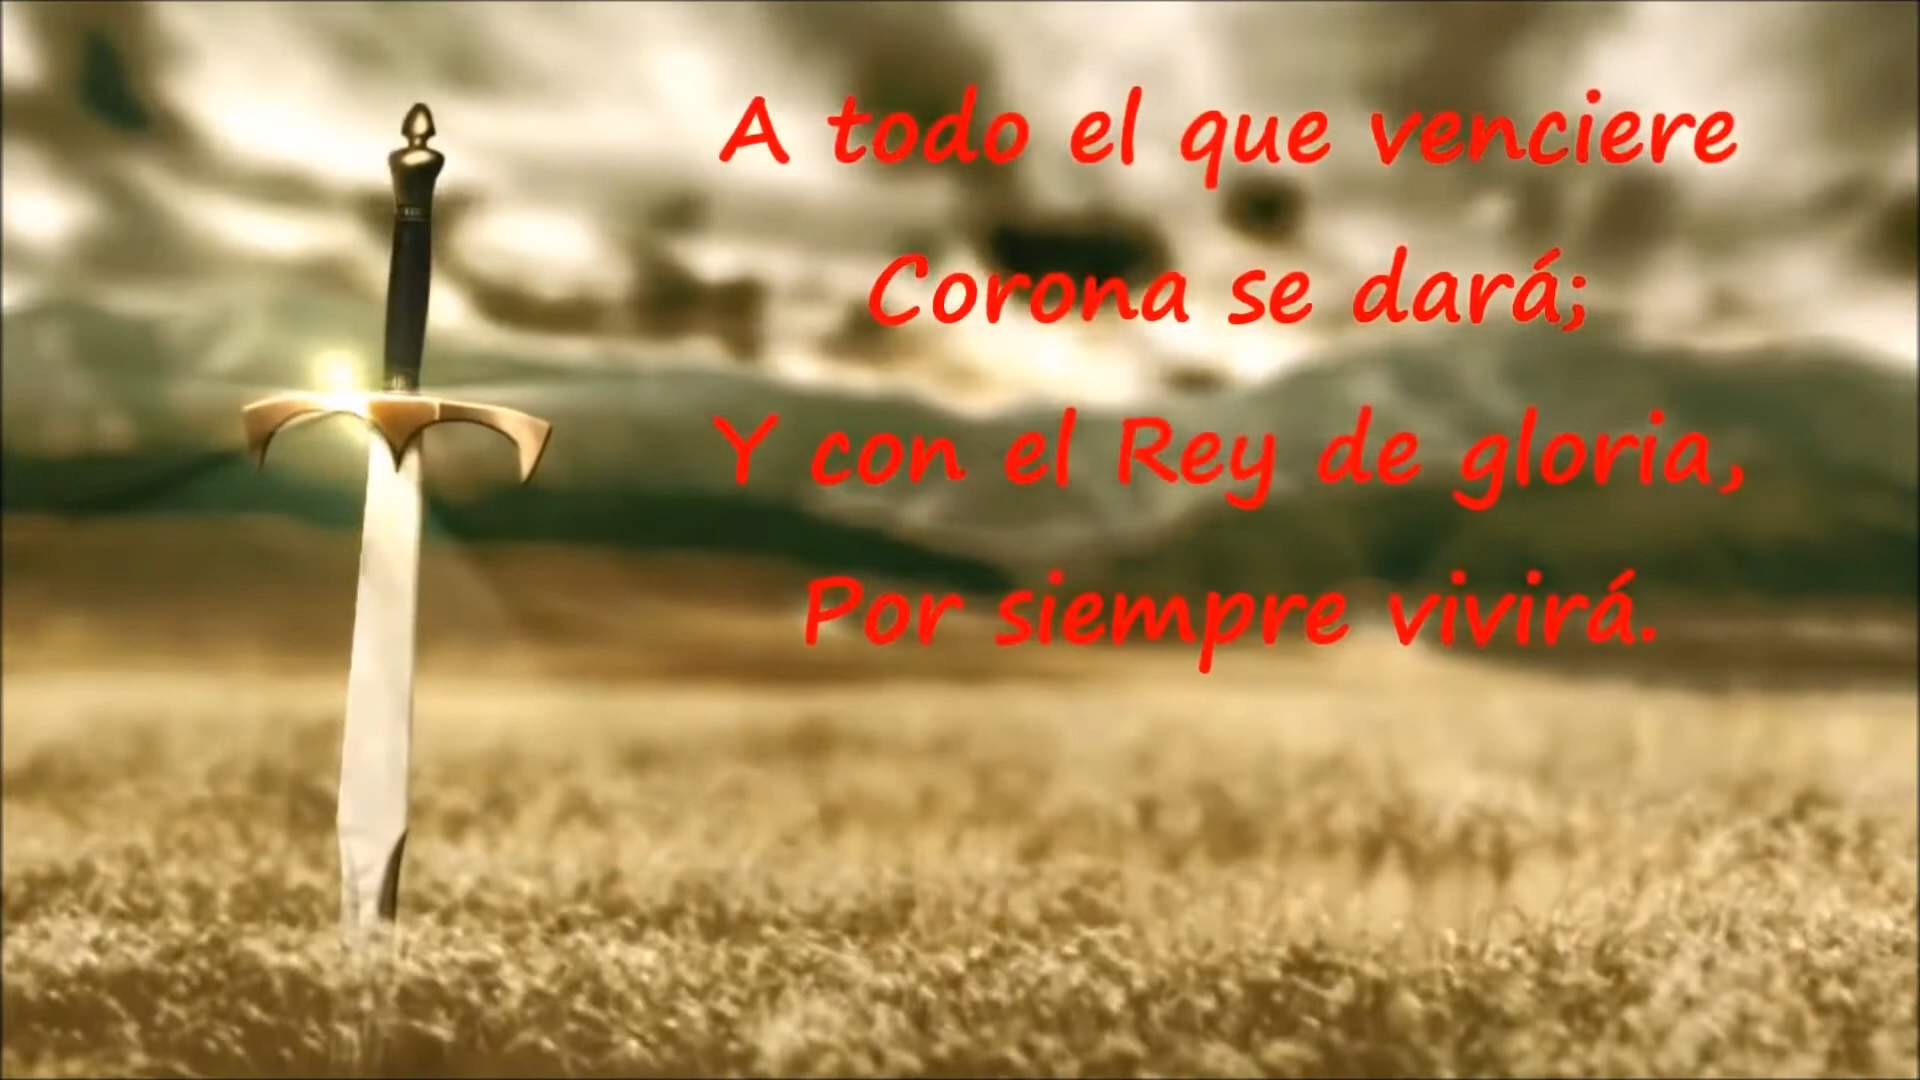 A todo el que venciere
Corona se dará;
Y con el Rey de gloria,
Por siempre vivirá.